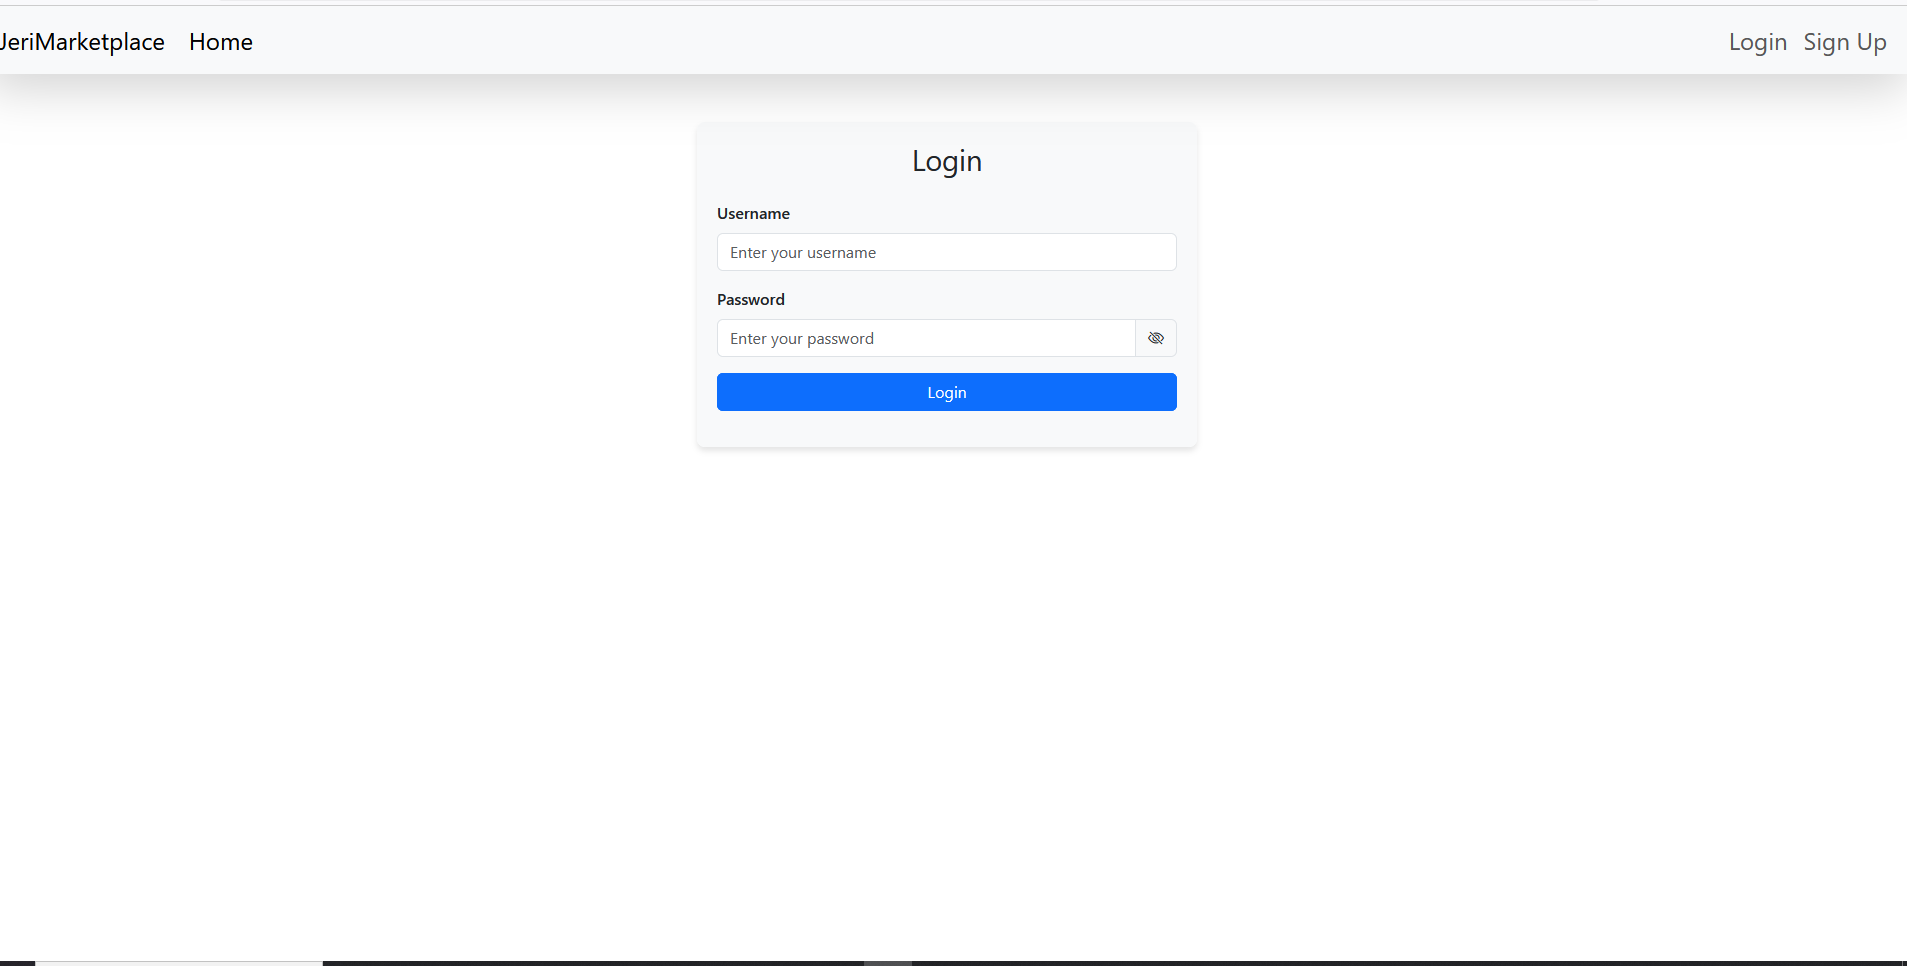 JeriMarketplace Home Login Sign Up
Login
Username
Enter your username
Password
Enter your password
Login